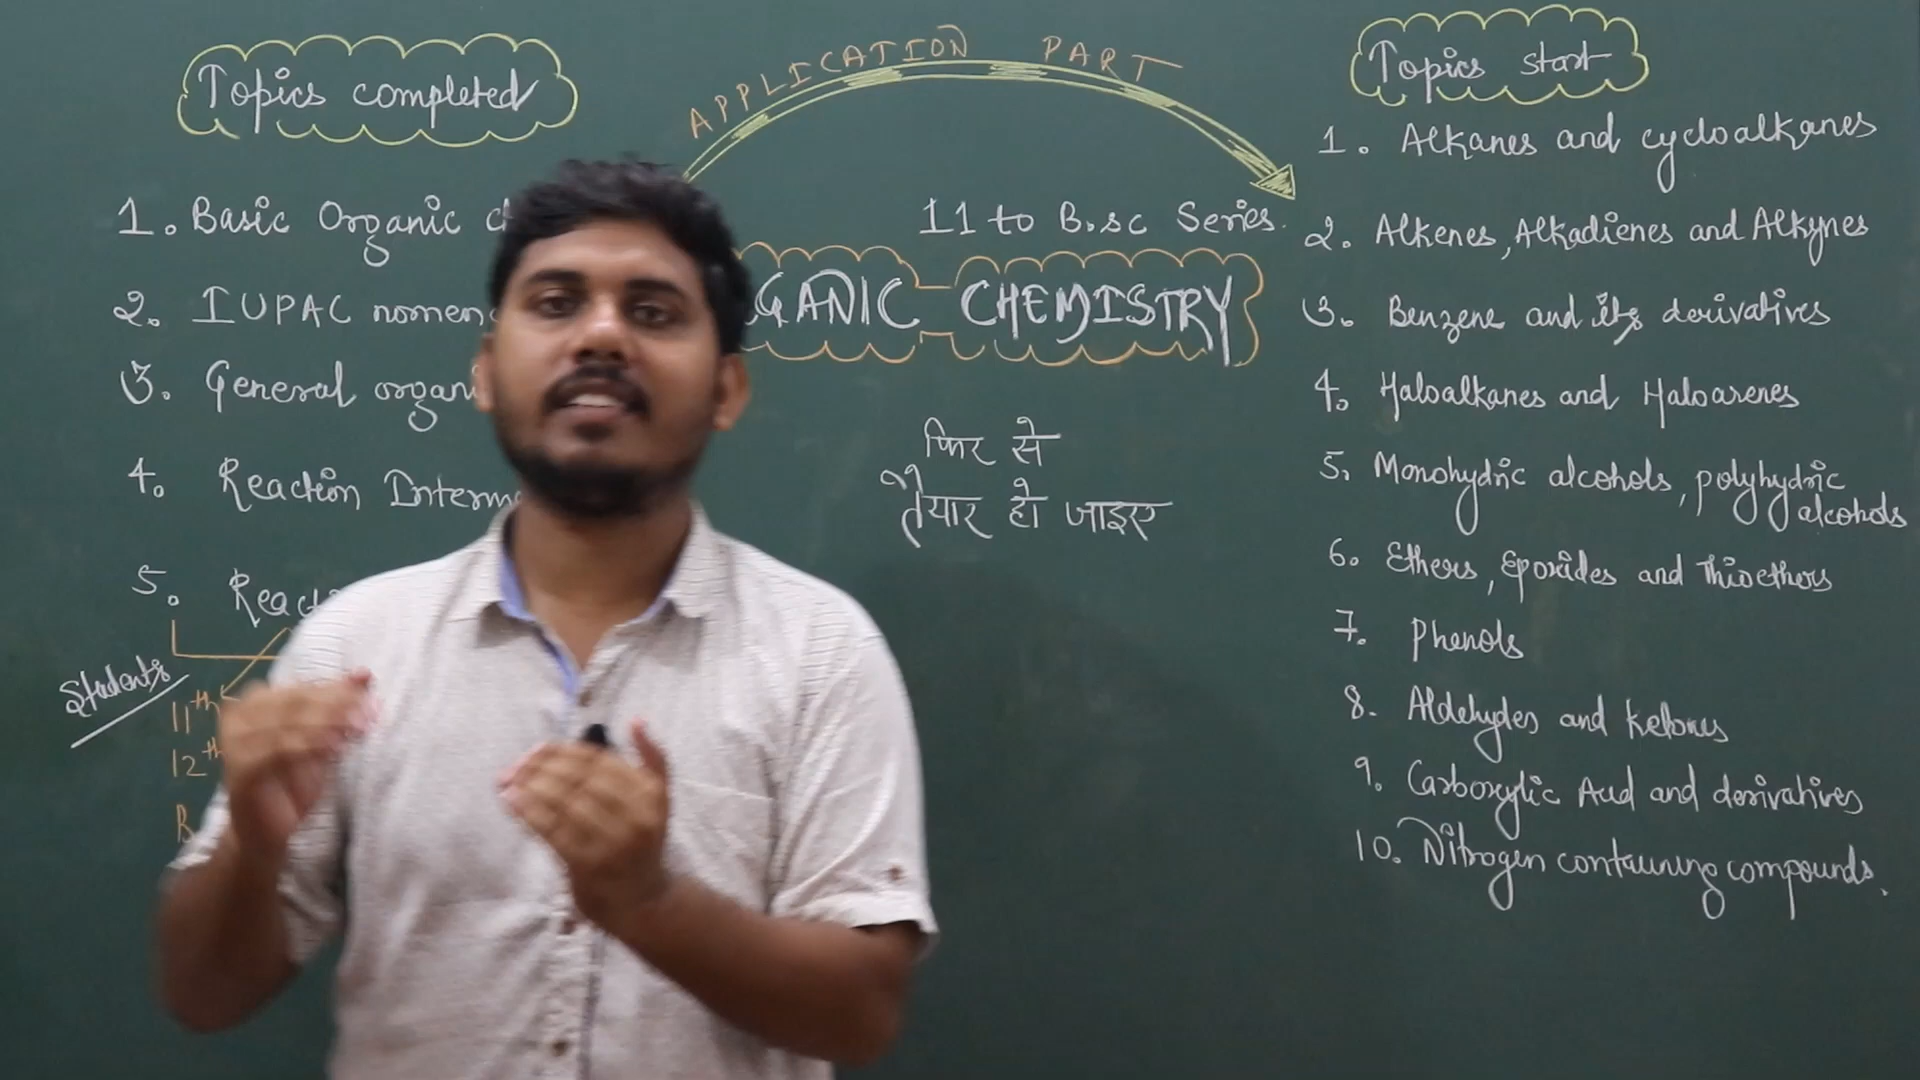 Topics completed
1. Basic Organic
2. IUPAC
3. General
4. Reaction
5.
Students
11th
12th
APPLICATION PART
11 to B.sc Series.
CHEMISTRY
फिर से
तैयार हो जाइए
Topics start
1. Alkanes and cycloalkanes
2. Alkenes, Alkadienes and Alkynes
3. Benzene and its derivatives
4. Haloalkanes and Haloarenes
5. Monohydric alcohols, polyhydric
alcohols
6. Ethers, Epoxides and Thioethers
7. Phenols
8. Aldehydes and ketones
9. Carboxylic Acid and derivatives
10. Nitrogen containing compounds.